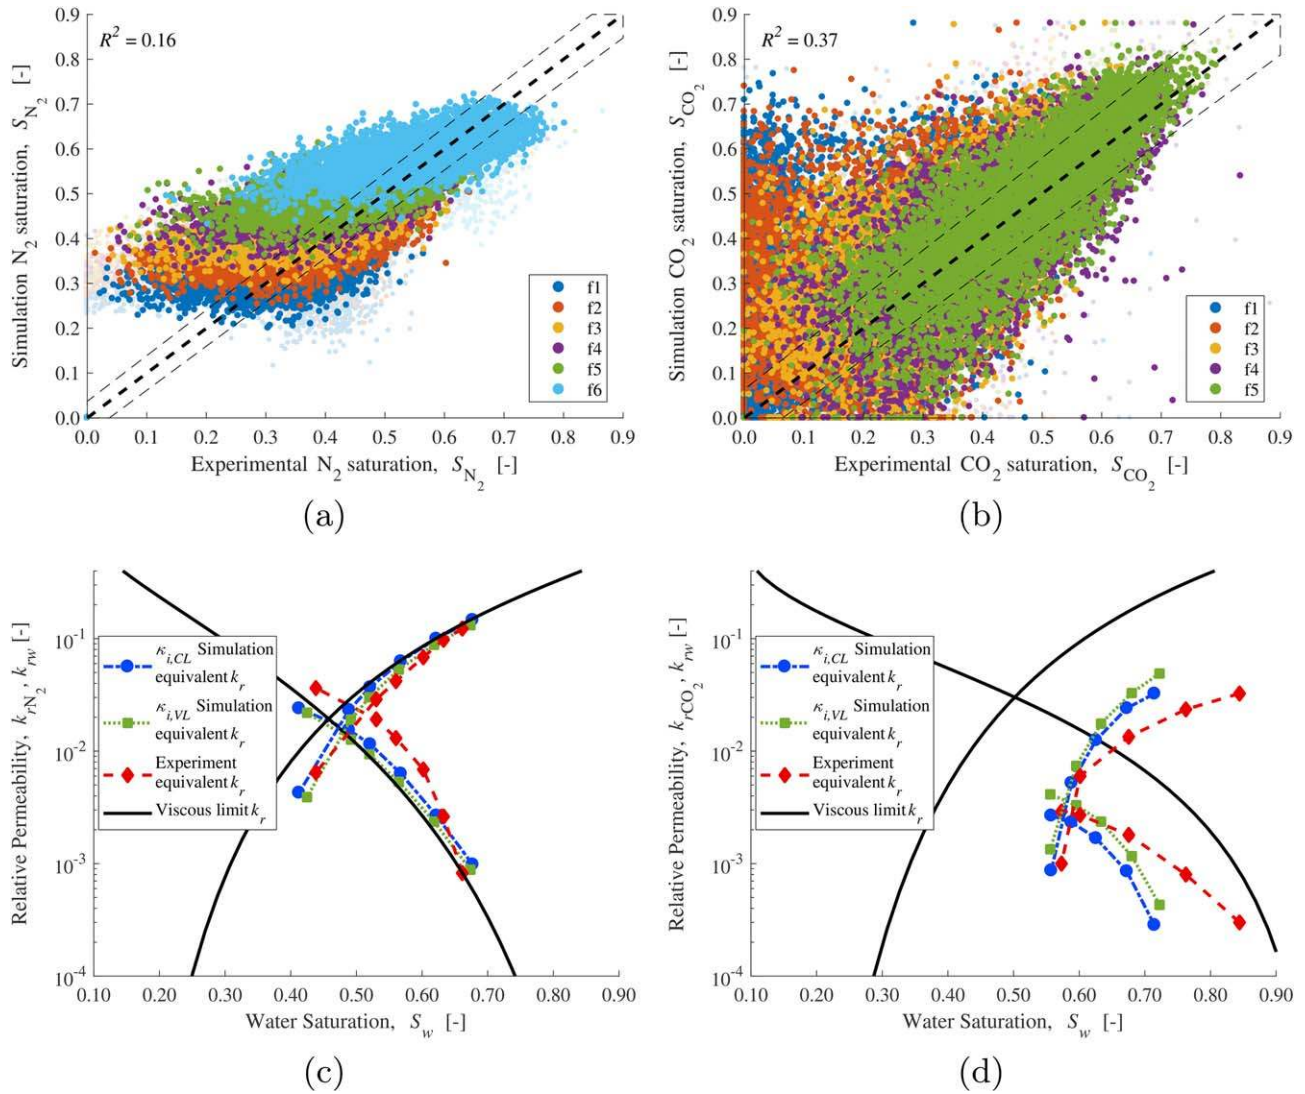 0.9
0.8
0.7
0.6
0.5
0.4
0.3
0.2
0.1
0.0
Simulation N2 saturation, S_N2 [-]
R² = 0.16
f1
f2
f3
f4
f5
f6
0.0 0.1 0.2 0.3 0.4 0.5 0.6 0.7 0.8 0.9
Experimental N2 saturation, S_N2 [-]
(a)
0.9
0.8
0.7
0.6
0.5
0.4
0.3
0.2
0.1
0.0
Simulation CO2 saturation, S_CO2 [-]
R² = 0.37
f1
f2
f3
f4
f5
0.0 0.1 0.2 0.3 0.4 0.5 0.6 0.7 0.8 0.9
Experimental CO2 saturation, S_CO2 [-]
(b)
Relative Permeability, k_rN2, k_rw [-]
10⁻¹
10⁻²
10⁻³
10⁻⁴
κ_i,CL Simulation
equivalent k_r
κ_i,VL Simulation
equivalent k_r
Experiment
equivalent k_r
Viscous limit k_r
0.10 0.20 0.30 0.40 0.50 0.60 0.70 0.80 0.90
Water Saturation, S_w [-]
(c)
Relative Permeability, k_rCO2, k_rw [-]
10⁻¹
10⁻²
10⁻³
10⁻⁴
κ_i,CL Simulation
equivalent k_r
κ_i,VL Simulation
equivalent k_r
Experiment
equivalent k_r
Viscous limit k_r
0.10 0.20 0.30 0.40 0.50 0.60 0.70 0.80 0.90
Water Saturation, S_w [-]
(d)